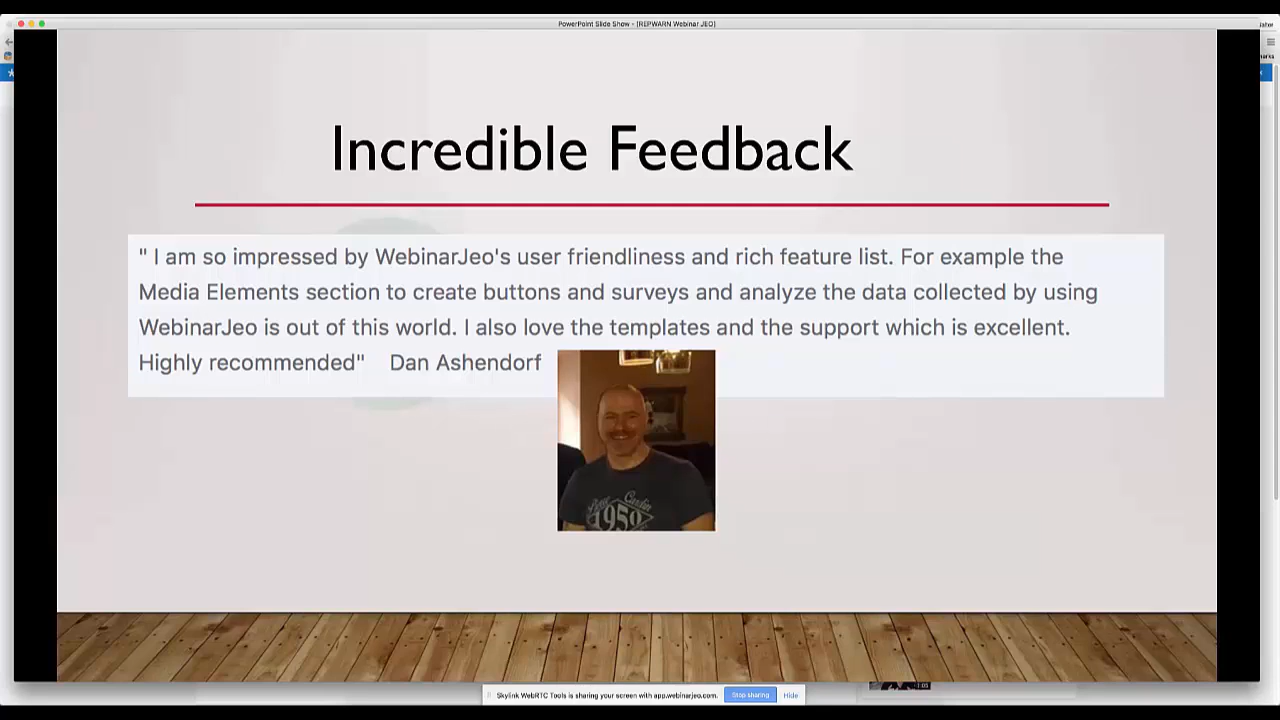 PowerPoint Slide Show - [REPWARN Webinar JEO]
Incredible Feedback
" I am so impressed by WebinarJeo's user friendliness and rich feature list. For example the
Media Elements section to create buttons and surveys and analyze the data collected by using
WebinarJeo is out of this world. I also love the templates and the support which is excellent.
Highly recommended" Dan Ashendorf
1950
Skylink WebRTC Tools is sharing your screen with app.webinarjeo.com. Stop sharing Hide
1:05